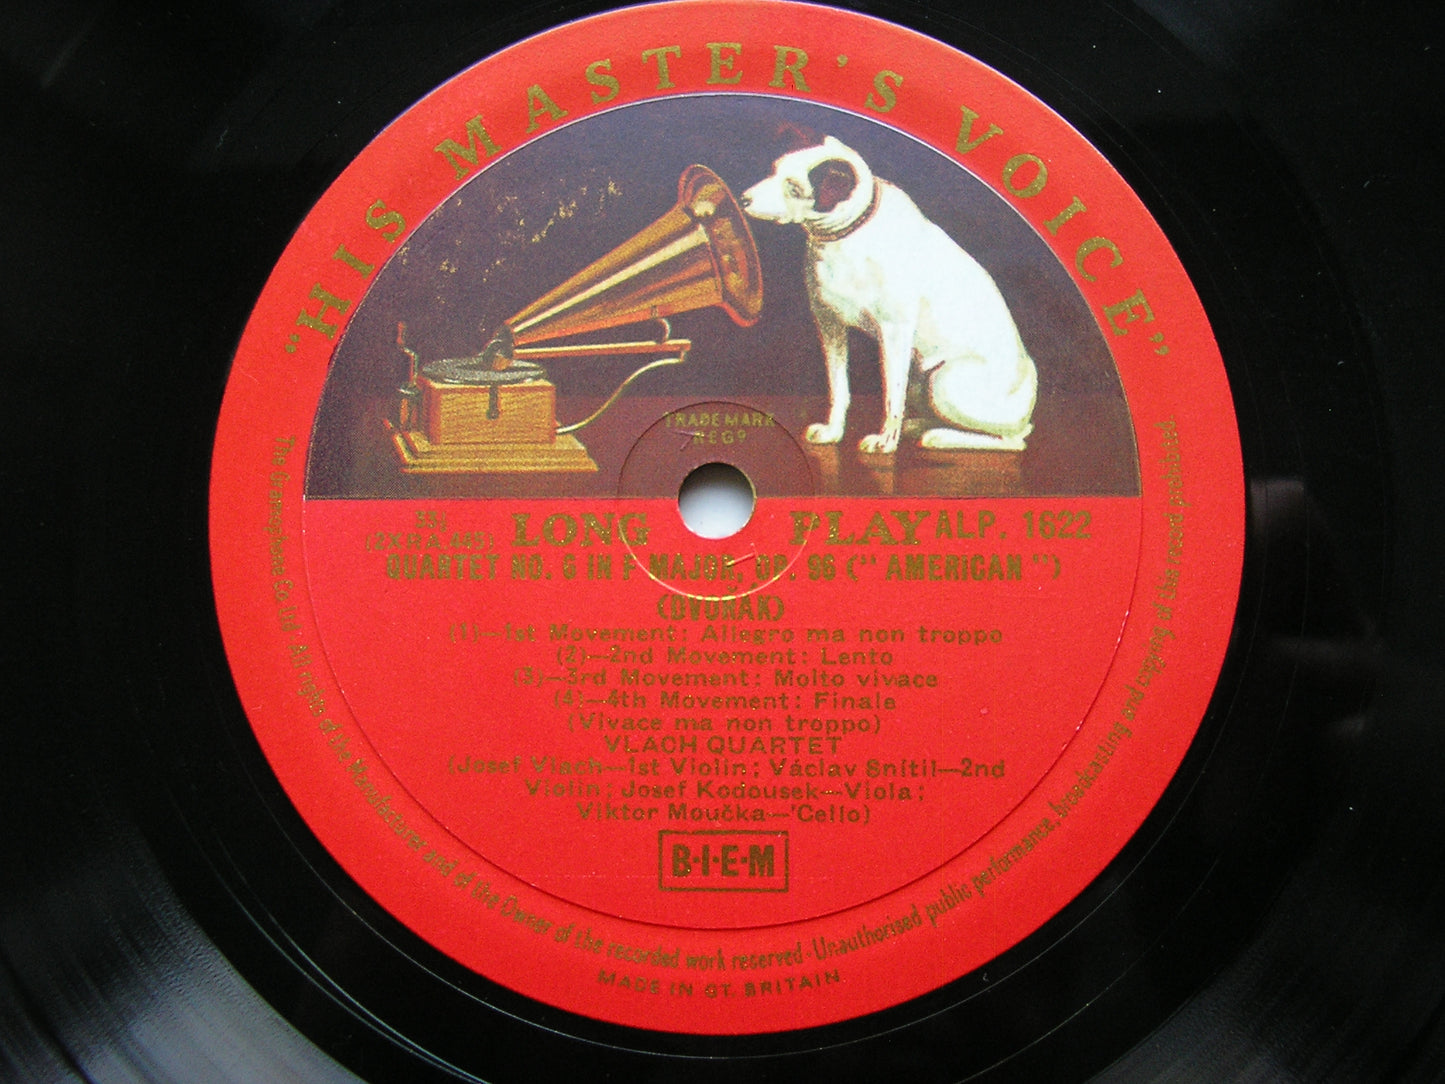 "HIS MASTER'S VOICE"
TRADE MARK
REGD
33⅓
(2XRA.445)
LONG PLAY
ALP. 1622
QUARTET NO. 6 IN F MAJOR, OP. 96 ("AMERICAN")
(DVOŘÁK)
(1)—1st Movement: Allegro ma non troppo
(2)—2nd Movement: Lento
(3)—3rd Movement: Molto vivace
(4)—4th Movement: Finale
(Vivace ma non troppo)
VLACH QUARTET
(Josef Vlach—1st Violin; Václav Snítil—2nd
Violin; Josef Kodousek—Viola;
Viktor Moučka—'Cello)
B·I·E·M
The Gramophone Co. Ltd. All rights of the Manufacturer and of the Owner of the recorded work reserved · Unauthorised public performance, broadcasting and copying of this record prohibited
MADE IN GT. BRITAIN